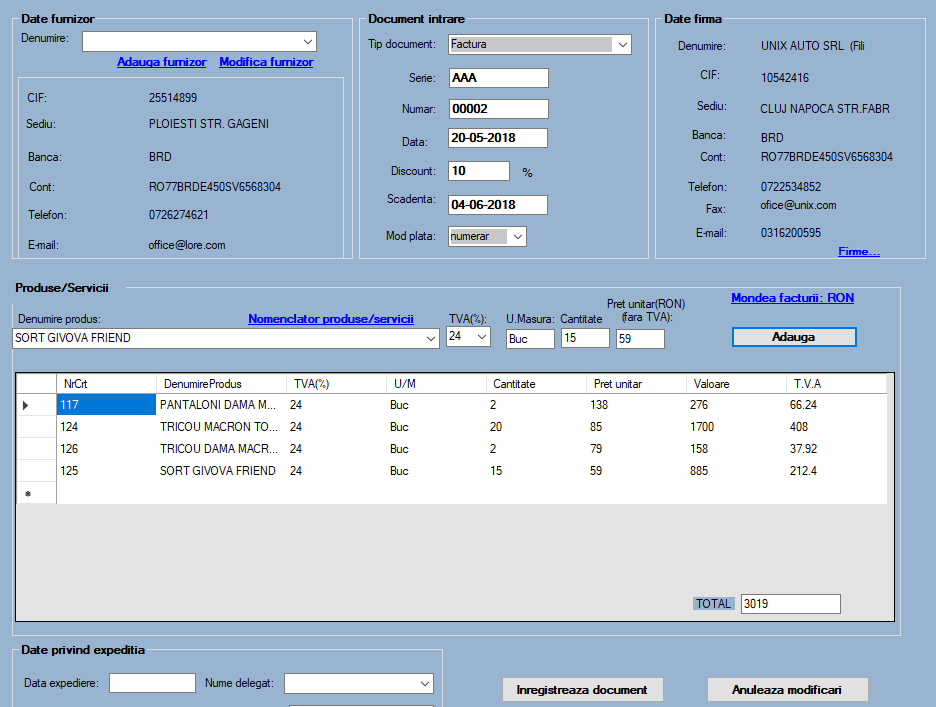 Date furnizor
Denumire:
Adauga furnizor Modifica furnizor
CIF: 25514899
Sediu: PLOIESTI STR. GAGENI
Banca: BRD
Cont: RO77BRDE450SV6568304
Telefon: 0726274621
E-mail: office@lore.com
Document intrare
Tip document: Factura
Serie: AAA
Numar: 00002
Data: 20-05-2018
Discount: 10 %
Scadenta: 04-06-2018
Mod plata: numerar
Date firma
Denumire: UNIX AUTO SRL (Fili
CIF: 10542416
Sediu: CLUJ NAPOCA STR.FABR
Banca: BRD
Cont: RO77BRDE450SV6568304
Telefon: 0722534852
Fax: ofice@unix.com
E-mail: 0316200595
Firme...
Produse/Servicii
Mondea facturii: RON
Denumire produs: Nomenclator produse/servicii TVA(%): U.Masura: Cantitate Pret unitar(RON)
(fara TVA):
SORT GIVOVA FRIEND 24 Buc 15 59 Adauga
NrCrt DenumireProdus TVA(%) U/M Cantitate Pret unitar Valoare T.V.A
117 PANTALONI DAMA M... 24 Buc 2 138 276 66.24
124 TRICOU MACRON TO... 24 Buc 20 85 1700 408
126 TRICOU DAMA MACR... 24 Buc 2 79 158 37.92
125 SORT GIVOVA FRIEND 24 Buc 15 59 885 212.4
TOTAL 3019
Date privind expeditia
Data expediere: Nume delegat:
Inregistreaza document Anuleaza modificari